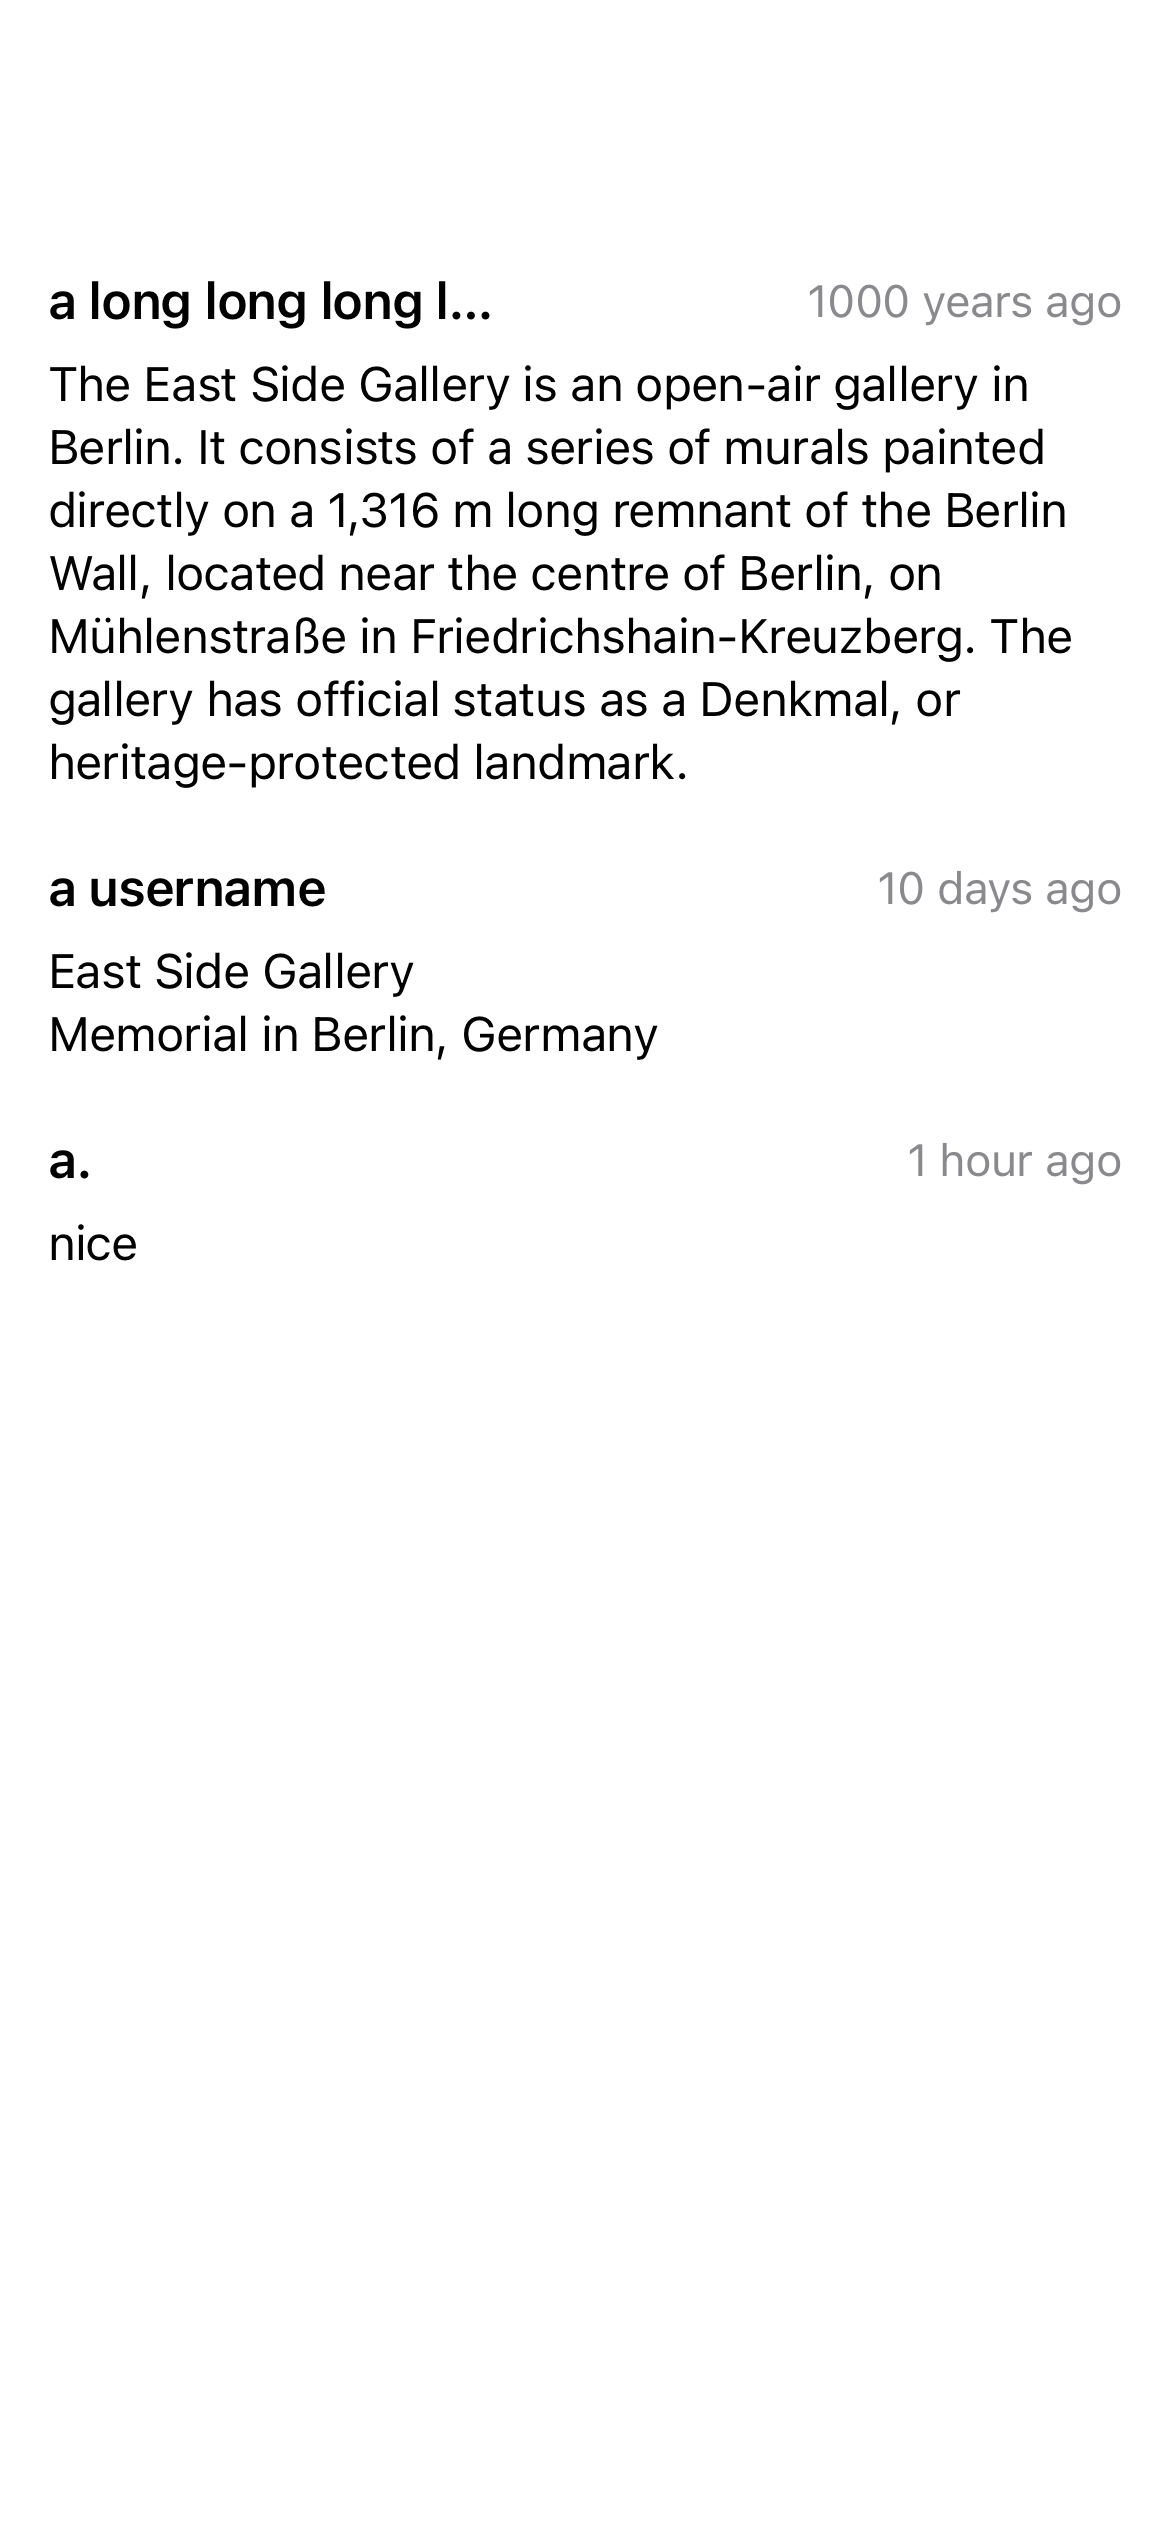 a long long long l...
1000 years ago
The East Side Gallery is an open-air gallery in
Berlin. It consists of a series of murals painted
directly on a 1,316 m long remnant of the Berlin
Wall, located near the centre of Berlin, on
Mühlenstraße in Friedrichshain-Kreuzberg. The
gallery has official status as a Denkmal, or
heritage-protected landmark.
a username
10 days ago
East Side Gallery
Memorial in Berlin, Germany
a.
1 hour ago
nice